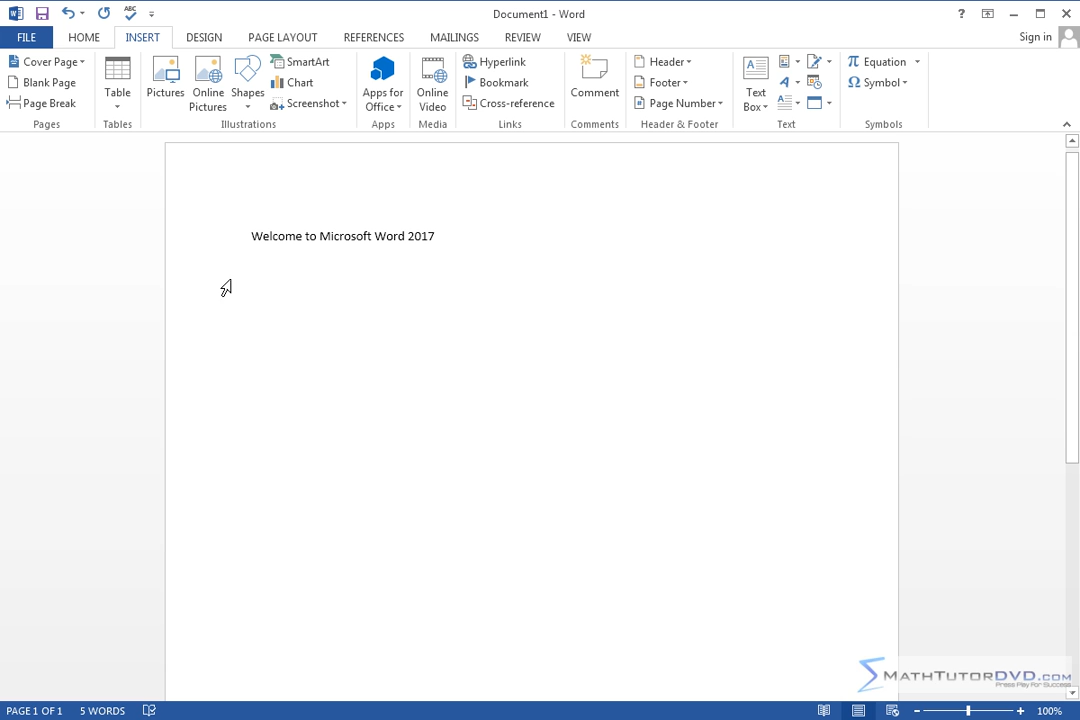 ABC
Document1 - Word
?
FILE
HOME
INSERT
DESIGN
PAGE LAYOUT
REFERENCES
MAILINGS
REVIEW
VIEW
Sign in
Cover Page
Blank Page
Page Break
Pages
Table
Tables
Pictures
Online
Pictures
Shapes
SmartArt
Chart
Screenshot
Illustrations
Apps for
Office
Apps
Online
Video
Media
Hyperlink
Bookmark
Cross-reference
Links
Comment
Comments
Header
Footer
Page Number
Header & Footer
Text
Box
Text
π Equation
Ω Symbol
Symbols
Welcome to Microsoft Word 2017
MATHTUTORDVD.COM
Press Play For Success
PAGE 1 OF 1
5 WORDS
100%